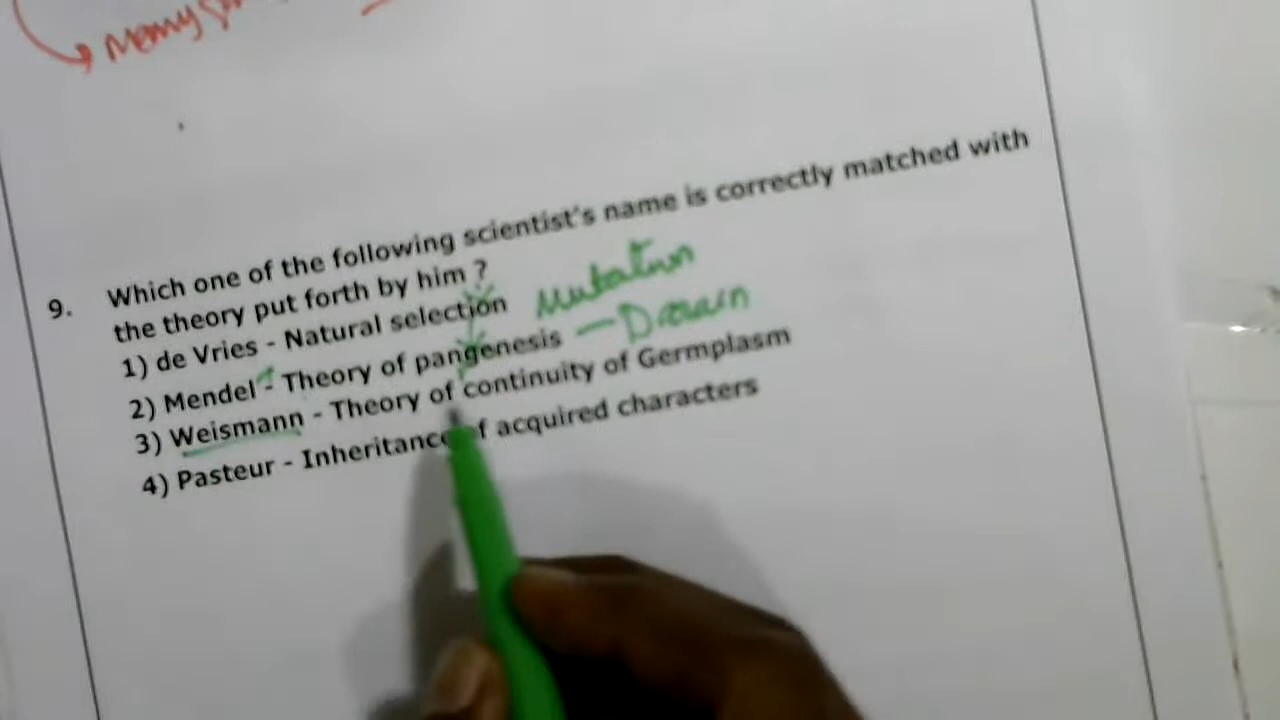 Memy
9. Which one of the following scientist's name is correctly matched with
the theory put forth by him ?
1) de Vries - Natural selection Mutation
2) Mendel - Theory of pangenesis -
3) Weismann - Theory of continuity of Germplasm
4) Pasteur - Inheritance of acquired characters